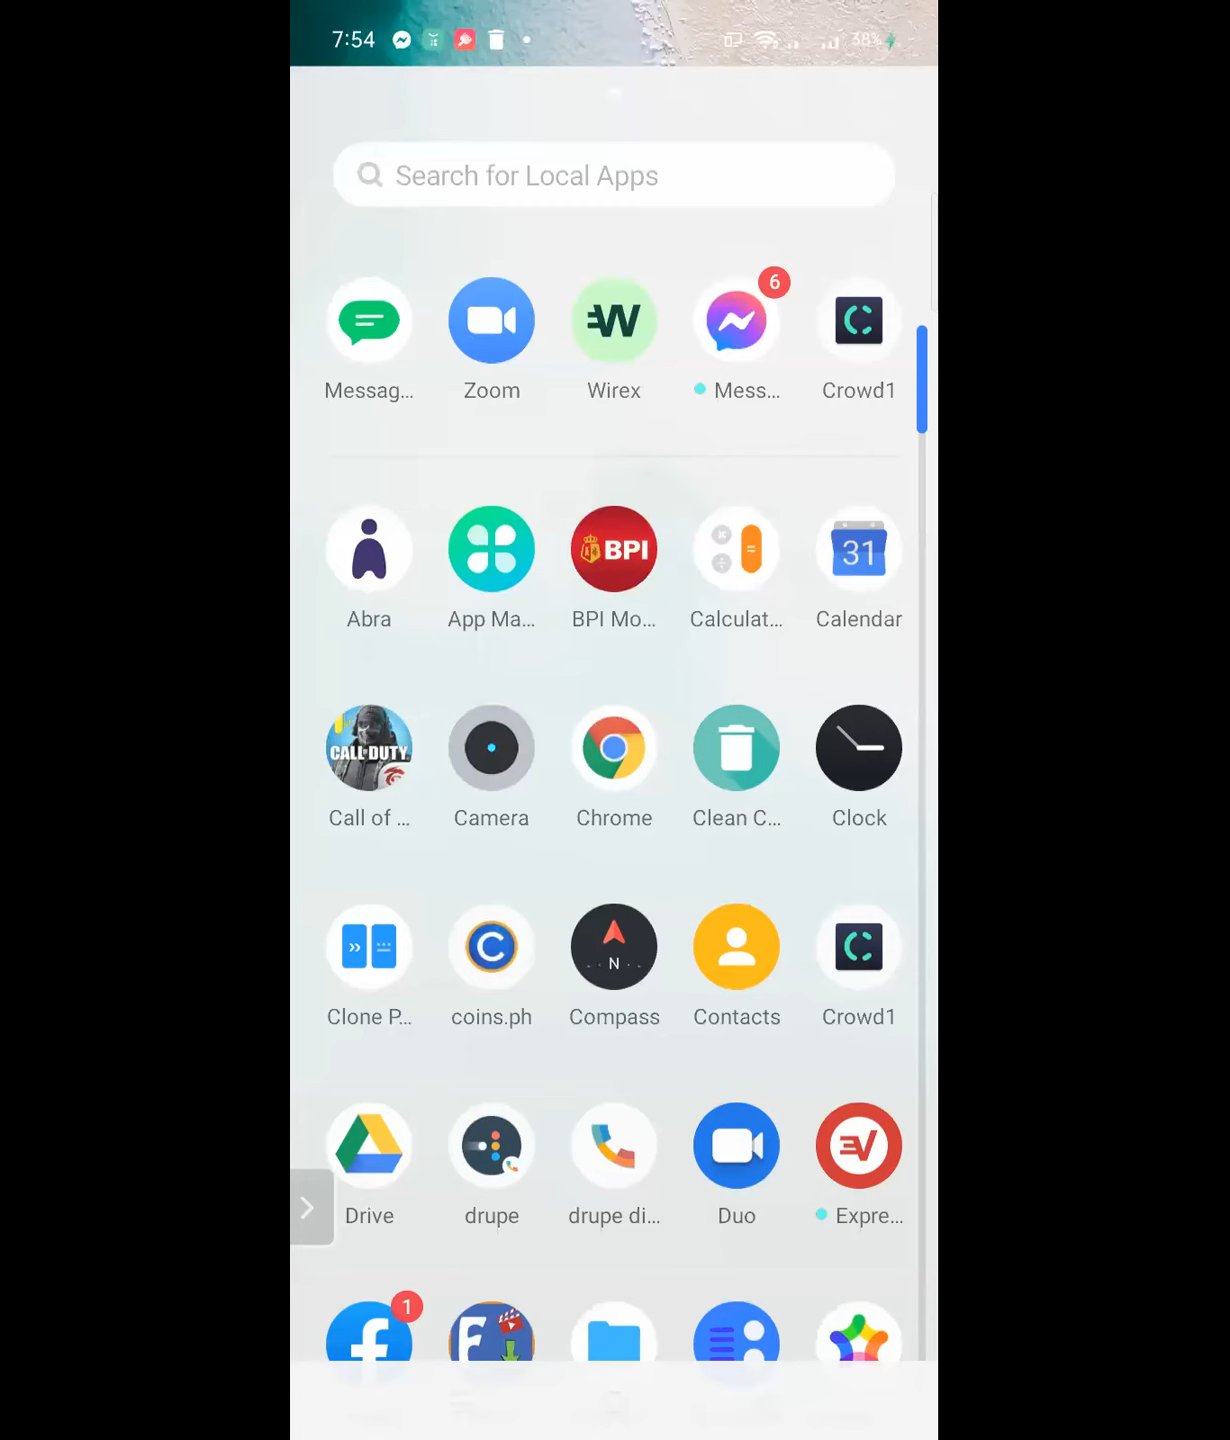 7:54 38%
Search for Local Apps
6
Messag... Zoom Wirex Mess... Crowd1
BPI 31
Abra App Ma... BPI Mo... Calculat... Calendar
CALL DUTY
Call of ... Camera Chrome Clean C... Clock
N
Clone P... coins.ph Compass Contacts Crowd1
Drive drupe drupe di... Duo Expre...
1